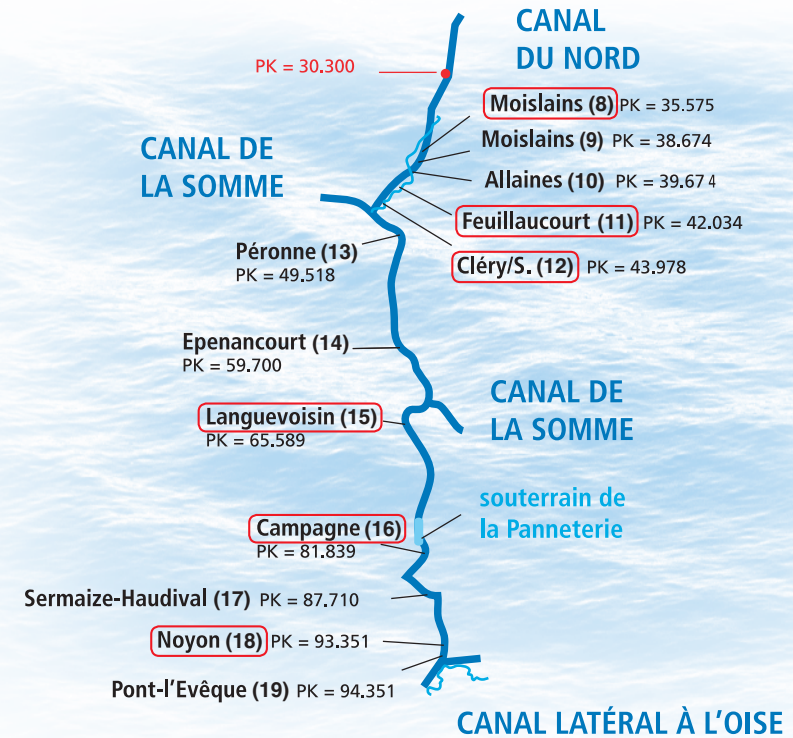 CANAL
DU NORD
PK = 30.300
Moislains (8) PK = 35.575
Moislains (9) PK = 38.674
CANAL DE
LA SOMME
Allaines (10) PK = 39.674
Feuillaucourt (11) PK = 42.034
Péronne (13)
PK = 49.518
Cléry/S. (12) PK = 43.978
Epenancourt (14)
PK = 59.700
CANAL DE
LA SOMME
Languevoisin (15)
PK = 65.589
souterrain de
la Panneterie
Campagne (16)
PK = 81.839
Sermaize-Haudival (17) PK = 87.710
Noyon (18) PK = 93.351
Pont-l'Evêque (19) PK = 94.351
CANAL LATÉRAL À L'OISE